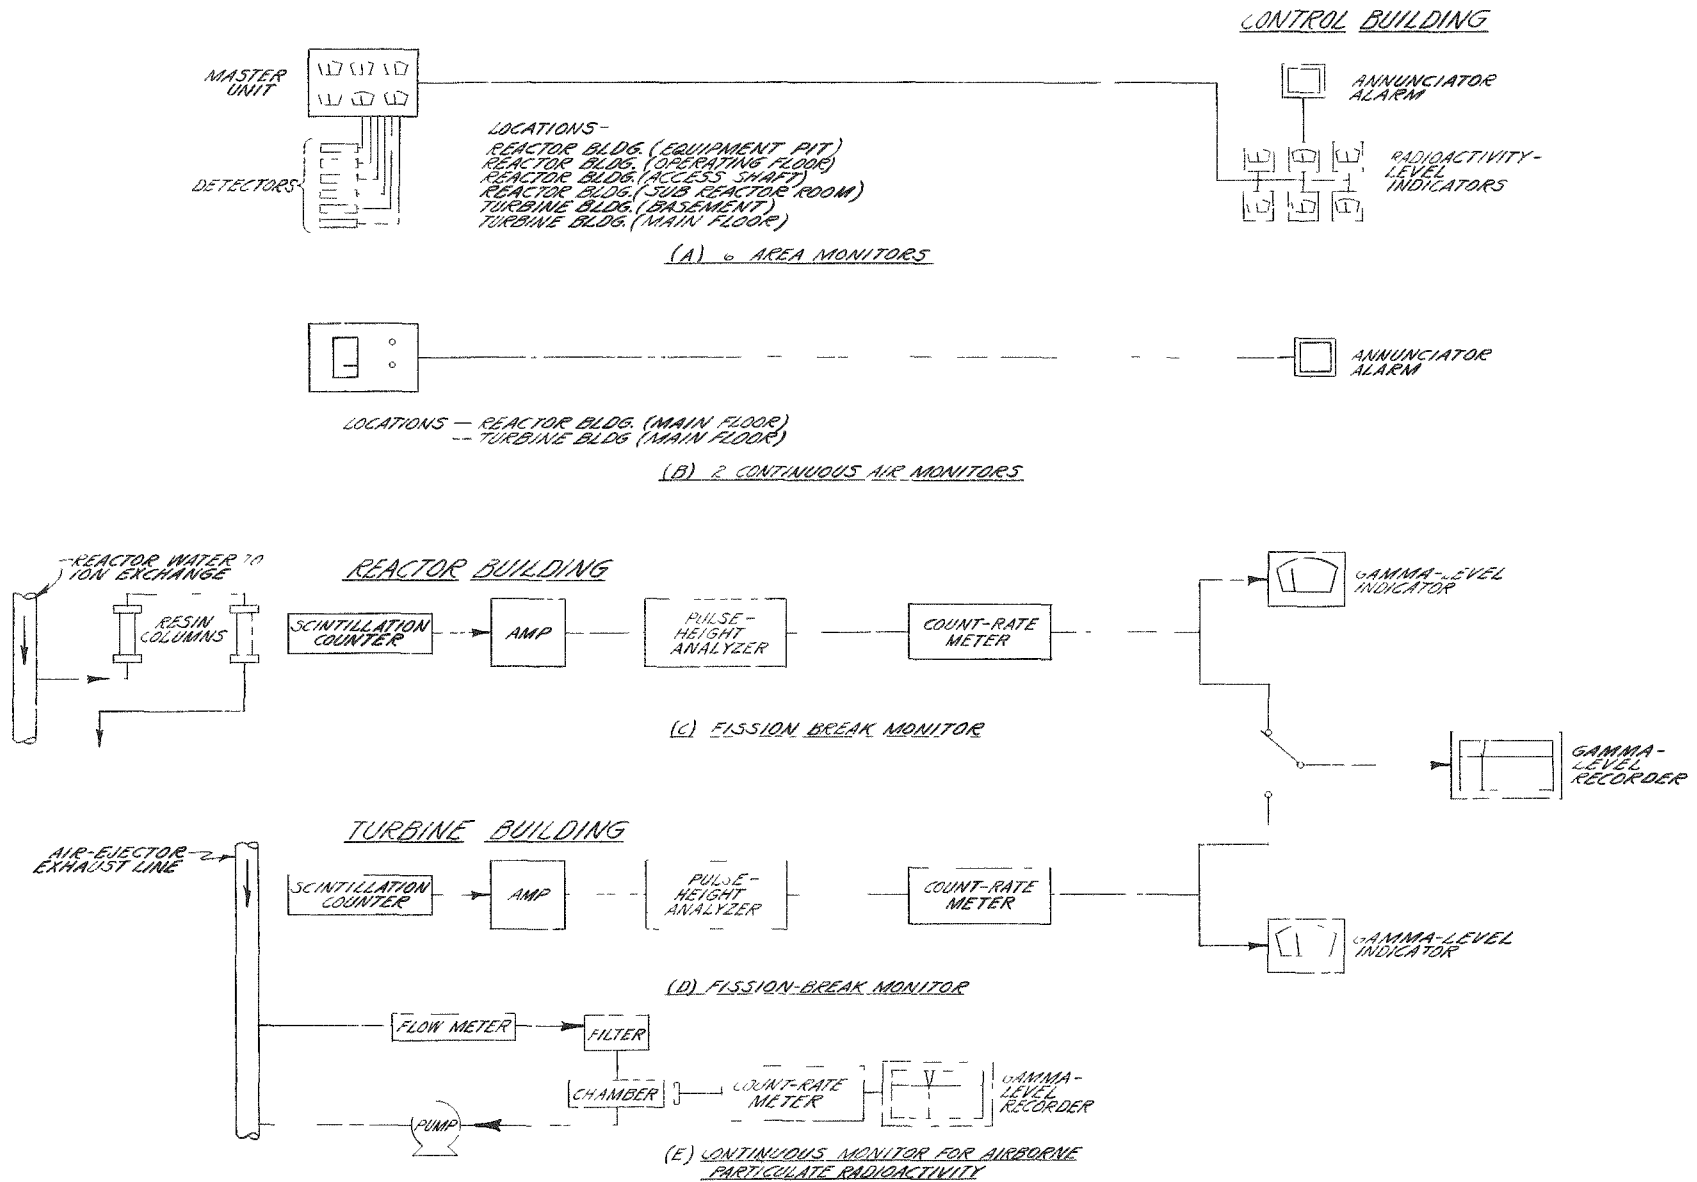 CONTROL BUILDING
MASTER
UNIT
ANNUNCIATOR
ALARM
LOCATIONS-
REACTOR BLDG. (EQUIPMENT PIT)
REACTOR BLDG. (OPERATING FLOOR)
REACTOR BLDG. (ACCESS SHAFT)
REACTOR BLDG. (SUB REACTOR ROOM)
TURBINE BLDG. (BASEMENT)
TURBINE BLDG. (MAIN FLOOR)
DETECTORS
RADIOACTIVITY-
LEVEL
INDICATORS
(A) 6 AREA MONITORS
ANNUNCIATOR
ALARM
LOCATIONS — REACTOR BLDG. (MAIN FLOOR)
-- TURBINE BLDG (MAIN FLOOR)
(B) 2 CONTINUOUS AIR MONITORS
REACTOR WATER TO
ION EXCHANGE
REACTOR BUILDING
RESIN
COLUMNS
SCINTILLATION
COUNTER
AMP
PULSE-
HEIGHT
ANALYZER
COUNT-RATE
METER
GAMMA-LEVEL
INDICATOR
(C) FISSION BREAK MONITOR
GAMMA-
LEVEL
RECORDER
TURBINE BUILDING
AIR-EJECTOR
EXHAUST LINE
SCINTILLATION
COUNTER
AMP
PULSE-
HEIGHT
ANALYZER
COUNT-RATE
METER
GAMMA-LEVEL
INDICATOR
(D) FISSION-BREAK MONITOR
FLOW METER
FILTER
CHAMBER
COUNT-RATE
METER
GAMMA-
LEVEL
RECORDER
PUMP
(E) CONTINUOUS MONITOR FOR AIRBORNE
PARTICULATE RADIOACTIVITY